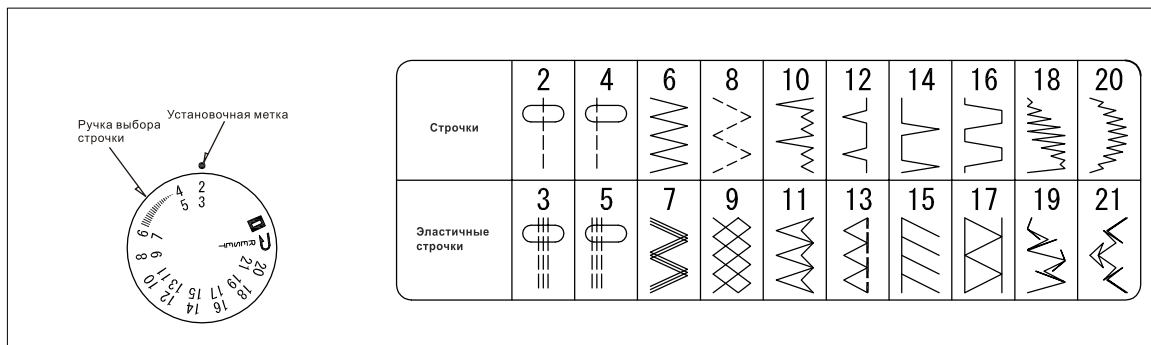 Ручка выбора
строчки
Установочная метка
4 2
5 3
6 7
8 9
10 11
12 13
14 15
16 17
18 19
20 21
Строчки 2 4 6 8 10 12 14 16 18 20
Эластичные
строчки
3 5 7 9 11 13 15 17 19 21